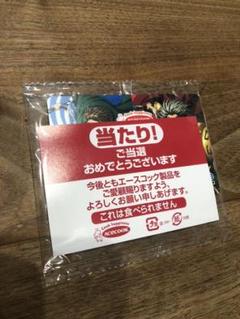 当たり!
ご当選
おめでとうございます
今後ともエースコック製品を
ご愛顧賜りますよう、
よろしくお願い申しあげます。
これは食べられません
ACECOOK